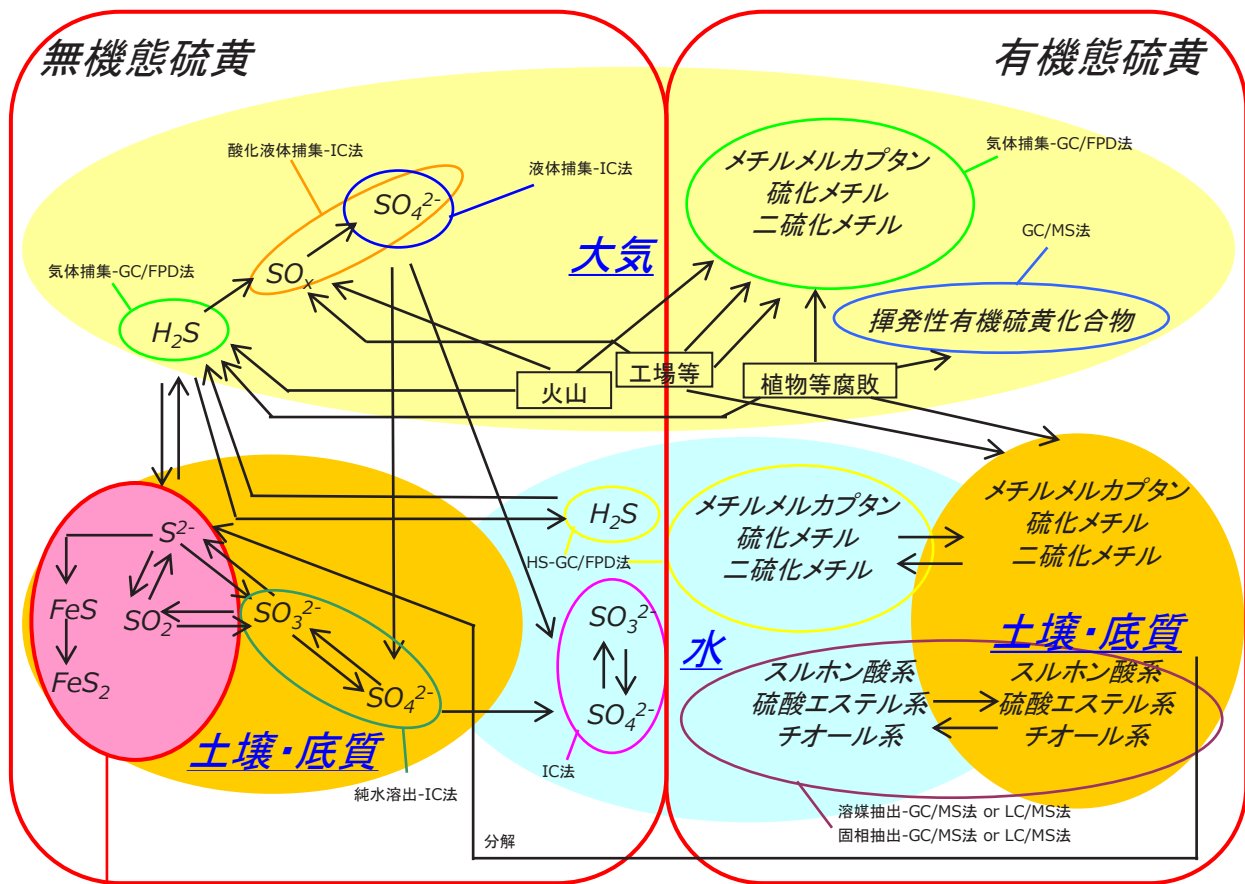 無機態硫黄
有機態硫黄
酸化液体捕集-IC法
液体捕集-IC法
気体捕集-GC/FPD法
SO₄²⁻
SOₓ
気体捕集-GC/FPD法
H₂S
大気
メチルメルカプタン
硫化メチル
二硫化メチル
GC/MS法
揮発性有機硫黄化合物
火山
工場等
植物等腐敗
S²⁻
FeS
FeS₂
SO₂
SO₃²⁻
SO₄²⁻
土壌・底質
純水溶出-IC法
H₂S
HS-GC/FPD法
SO₃²⁻
SO₄²⁻
IC法
水
メチルメルカプタン
硫化メチル
二硫化メチル
メチルメルカプタン
硫化メチル
二硫化メチル
土壌・底質
スルホン酸系
硫酸エステル系
チオール系
スルホン酸系
硫酸エステル系
チオール系
溶媒抽出-GC/MS法 or LC/MS法
固相抽出-GC/MS法 or LC/MS法
分解